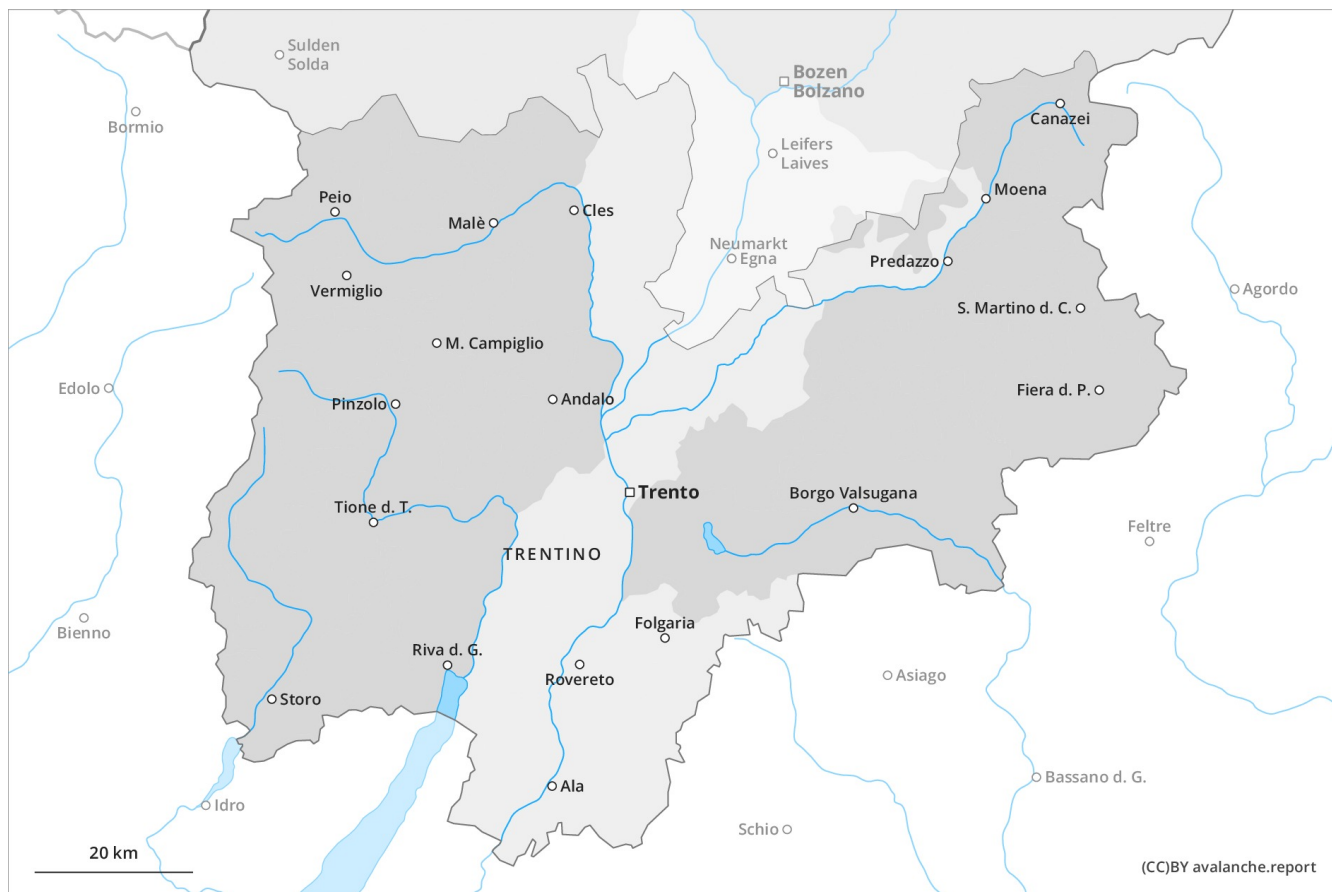 Sulden
Solda
Bozen
Bolzano
Bormio
Canazei
Leifers
Laives
Moena
Peio
Malè
Cles
Neumarkt
Egna
Predazzo
Vermiglio
Agordo
S. Martino d. C.
M. Campiglio
Edolo
Fiera d. P.
Pinzolo
Andalo
Trento
Borgo Valsugana
Tione d. T.
Feltre
TRENTINO
Bienno
Folgaria
Riva d. G.
Rovereto
Asiago
Storo
Bassano d. G.
Ala
Idro
Schio
20 km
(CC)BY avalanche.report